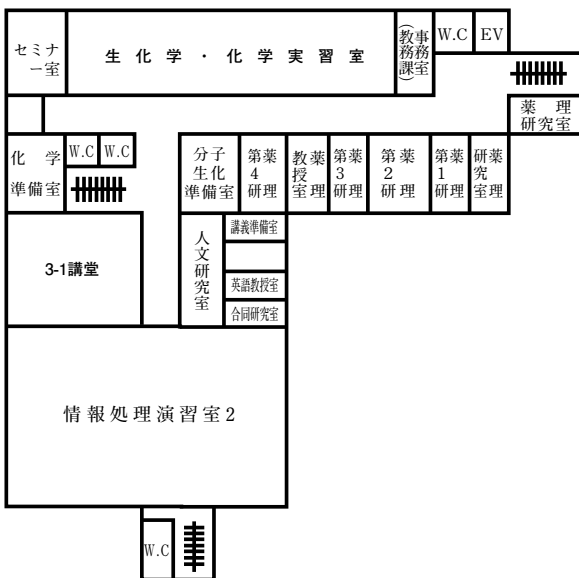 セミナ
ー室
生化学・化学実習室
事務室
(教務課)
W.C
EV
薬理
研究室
化学
準備室
W.C
W.C
分子
生化
準備室
薬理
第4研
薬理
教授室
薬理
第3研
薬理
第2研
薬理
第1研
薬理
研究室
人文研究室
講義準備室
英語教授室
合同研究室
3-1講堂
情報処理演習室2
W.C